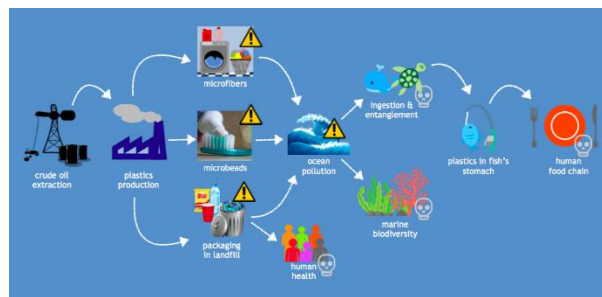 microfibers
ingestion &
entanglement
crude oil
extraction
plastics
production
microbeads
ocean
pollution
plastics in fish's
stomach
human
food chain
packaging
in landfill
marine
biodiversity
human
health